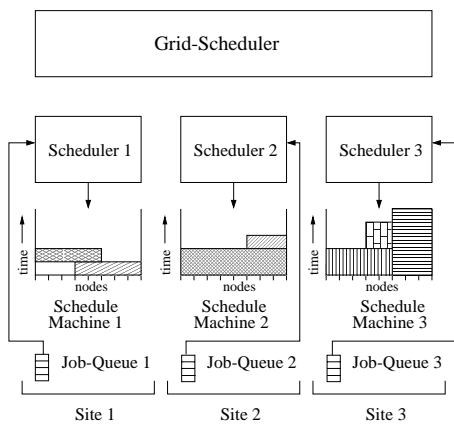 Grid-Scheduler
Scheduler 1
Scheduler 2
Scheduler 3
time
time
time
nodes
nodes
nodes
Schedule
Machine 1
Schedule
Machine 2
Schedule
Machine 3
Job-Queue 1
Job-Queue 2
Job-Queue 3
Site 1
Site 2
Site 3